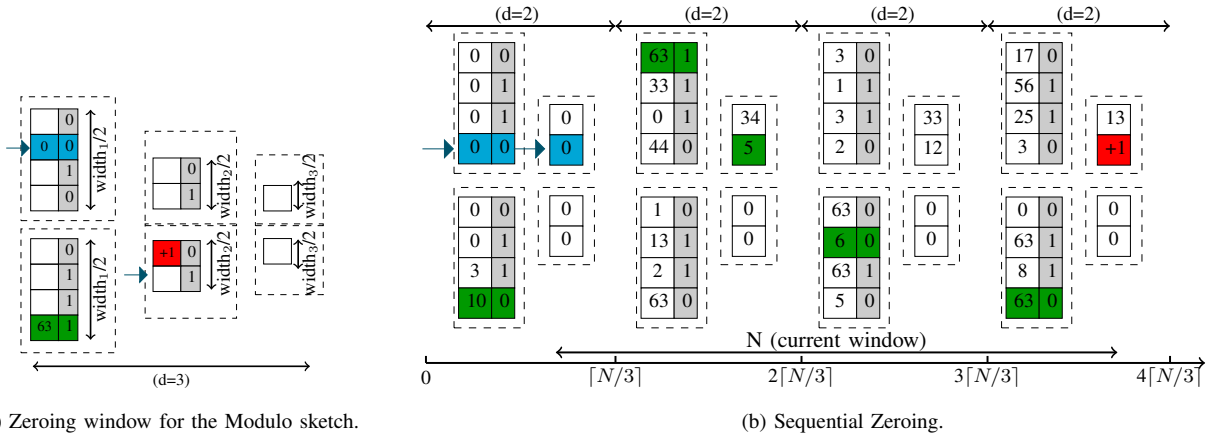 (d=2) (d=2) (d=2) (d=2)
0 0 63 1 3 0 17 0
0 1 33 1 1 1 56 1
0 0 1 0 34 0 1 3 1 33 25 1 13
0 0 0 0 0 44 0 5 2 0 12 3 0 +1
1 0
0 1
width₁/2 width₂/2 width₃/2
0 0 0 1 0 0 63 0 0 0 0 0
0 +1 0 0 1 0 13 1 0 6 0 0 63 1 0
1 1 3 1 2 1 63 1 8 1
1
63 1 10 0 63 0 5 0 63 0
width₁/2 width₂/2 width₃/2
N (current window)
(d=3)
0 ⌈N/3⌉ 2⌈N/3⌉ 3⌈N/3⌉ 4⌈N/3⌉
) Zeroing window for the Modulo sketch. (b) Sequential Zeroing.